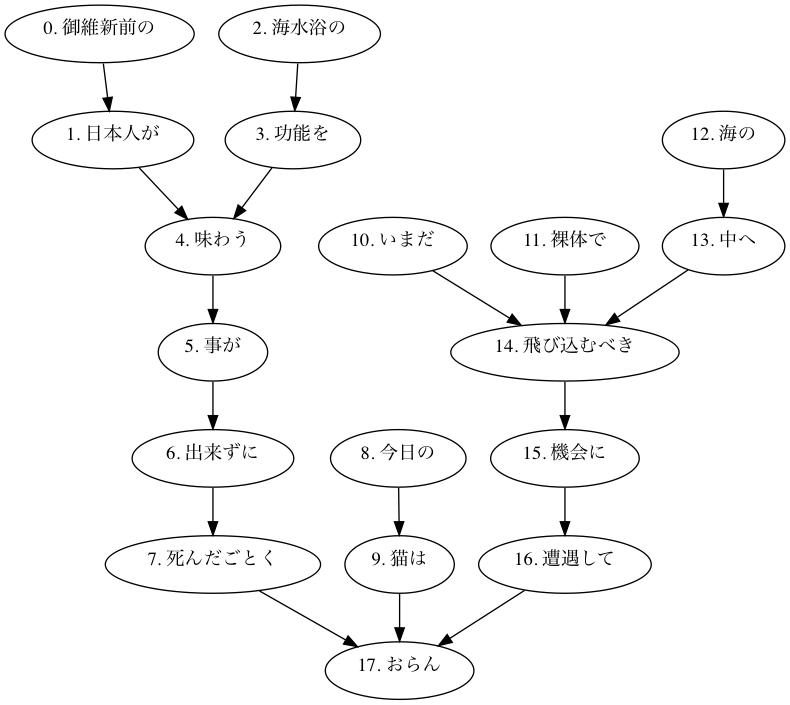 0. 御維新前の
2. 海水浴の
1. 日本人が
3. 功能を
12. 海の
4. 味わう
10. いまだ
11. 裸体で
13. 中へ
5. 事が
14. 飛び込むべき
6. 出来ずに
8. 今日の
15. 機会に
7. 死んだごとく
9. 猫は
16. 遭遇して
17. おらん